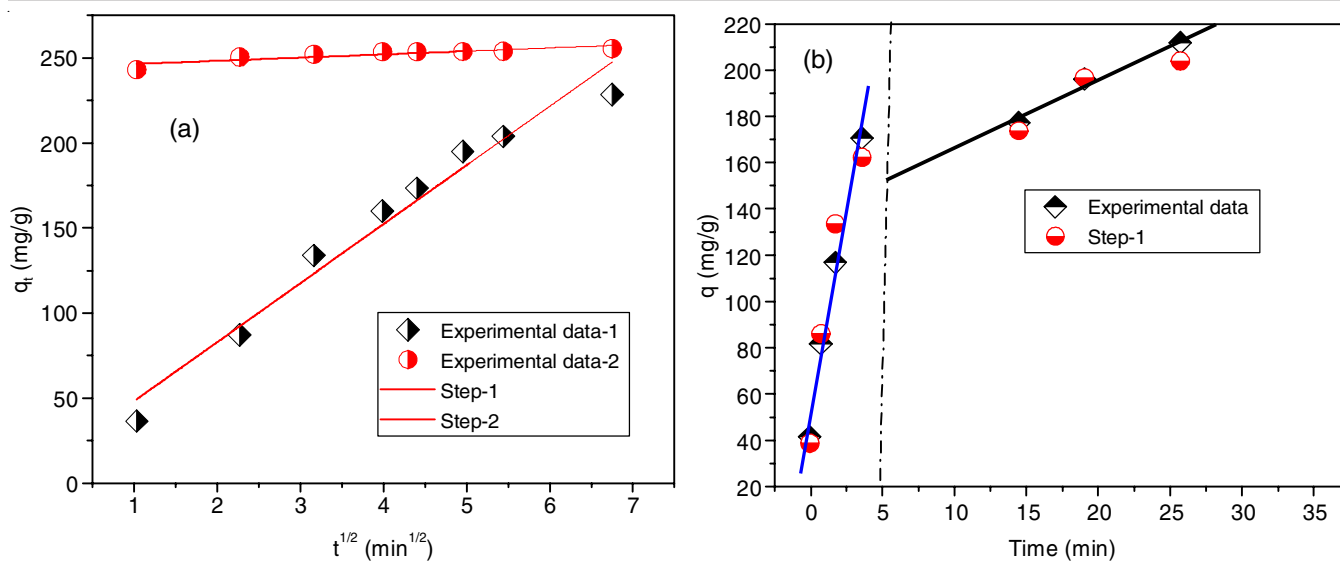 (a)
250
200
150
100
50
0
1 2 3 4 5 6 7
q_t (mg/g)
t^{1/2} (min^{1/2})
Experimental data-1
Experimental data-2
Step-1
Step-2
(b)
220
200
180
160
140
120
100
80
60
40
20
0 5 10 15 20 25 30 35
q (mg/g)
Time (min)
Experimental data
Step-1